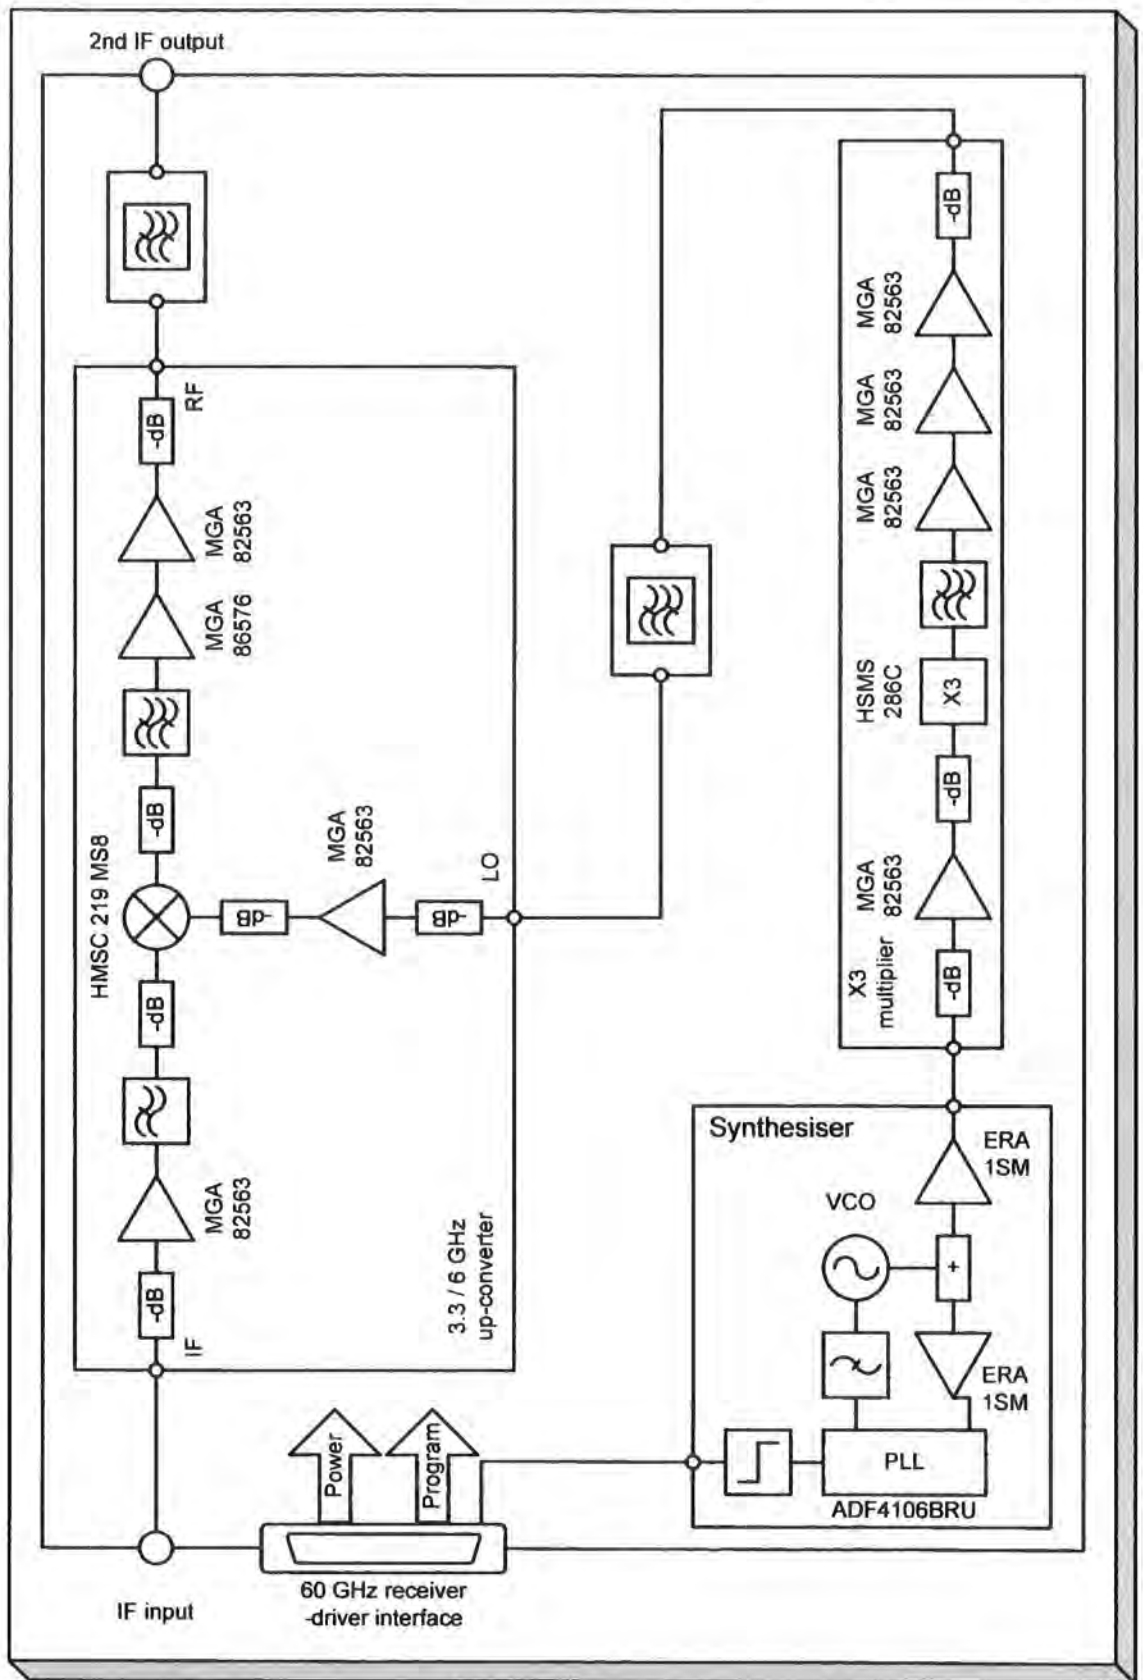 2nd IF output
-dB
RF
MGA
82563
MGA
86576
-dB
HMSC 219 MS8
-dB
MGA
82563
-dB
LO
-dB
-dB
MGA
82563
-dB
IF
3.3 / 6 GHz
up-converter
-dB
MGA
82563
MGA
82563
MGA
82563
HSMS
286C
X3
-dB
MGA
82563
X3
multiplier
-dB
Synthesiser
ERA
1SM
VCO
+
ERA
1SM
PLL
ADF4106BRU
Power
Program
60 GHz receiver
-driver interface
IF input